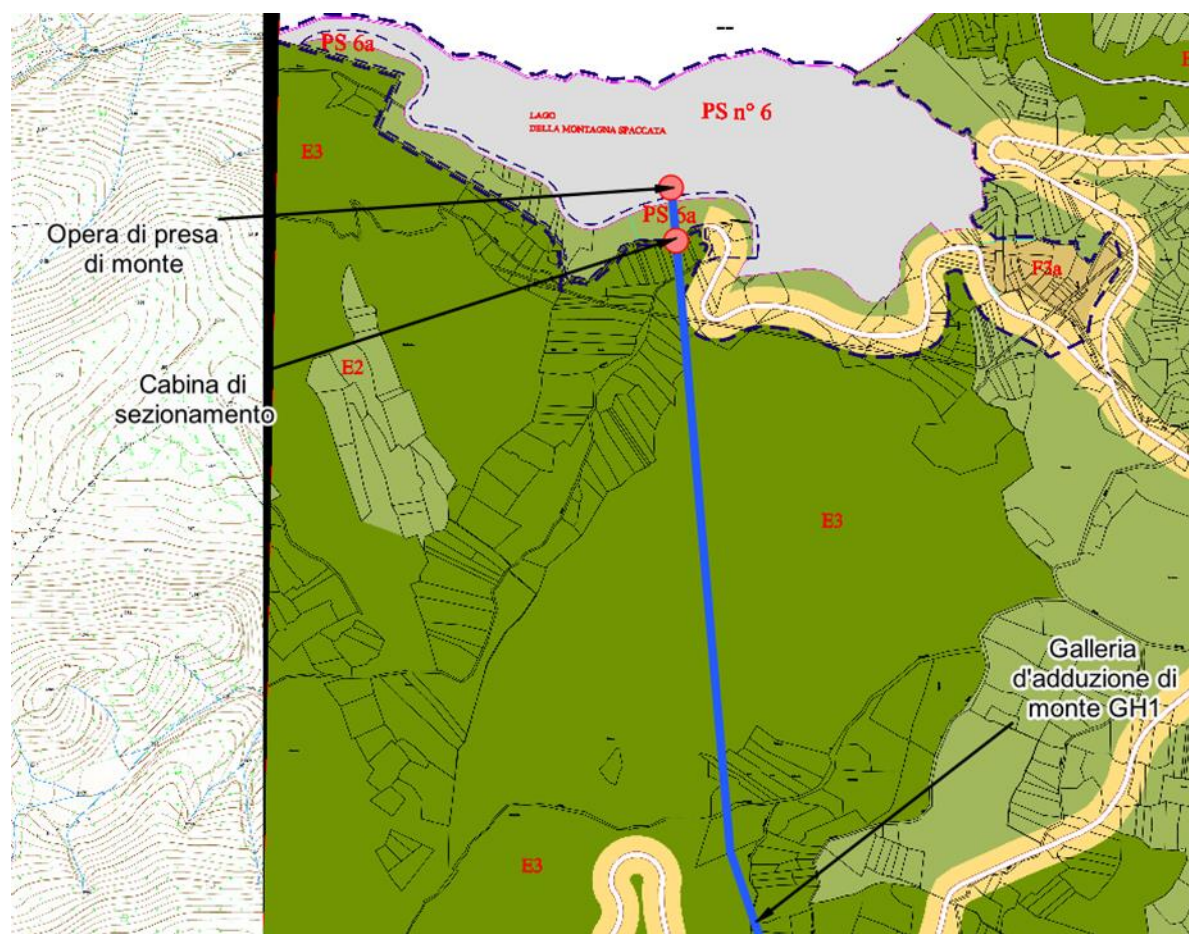 --
PS 6a
LAGO
DELLA MONTAGNA SPACCATA
PS n° 6
E3
PS 6a
Opera di presa
di monte
F3a
E2
Cabina di
sezionamento
E3
Galleria
d'adduzione di
monte GH1
E3